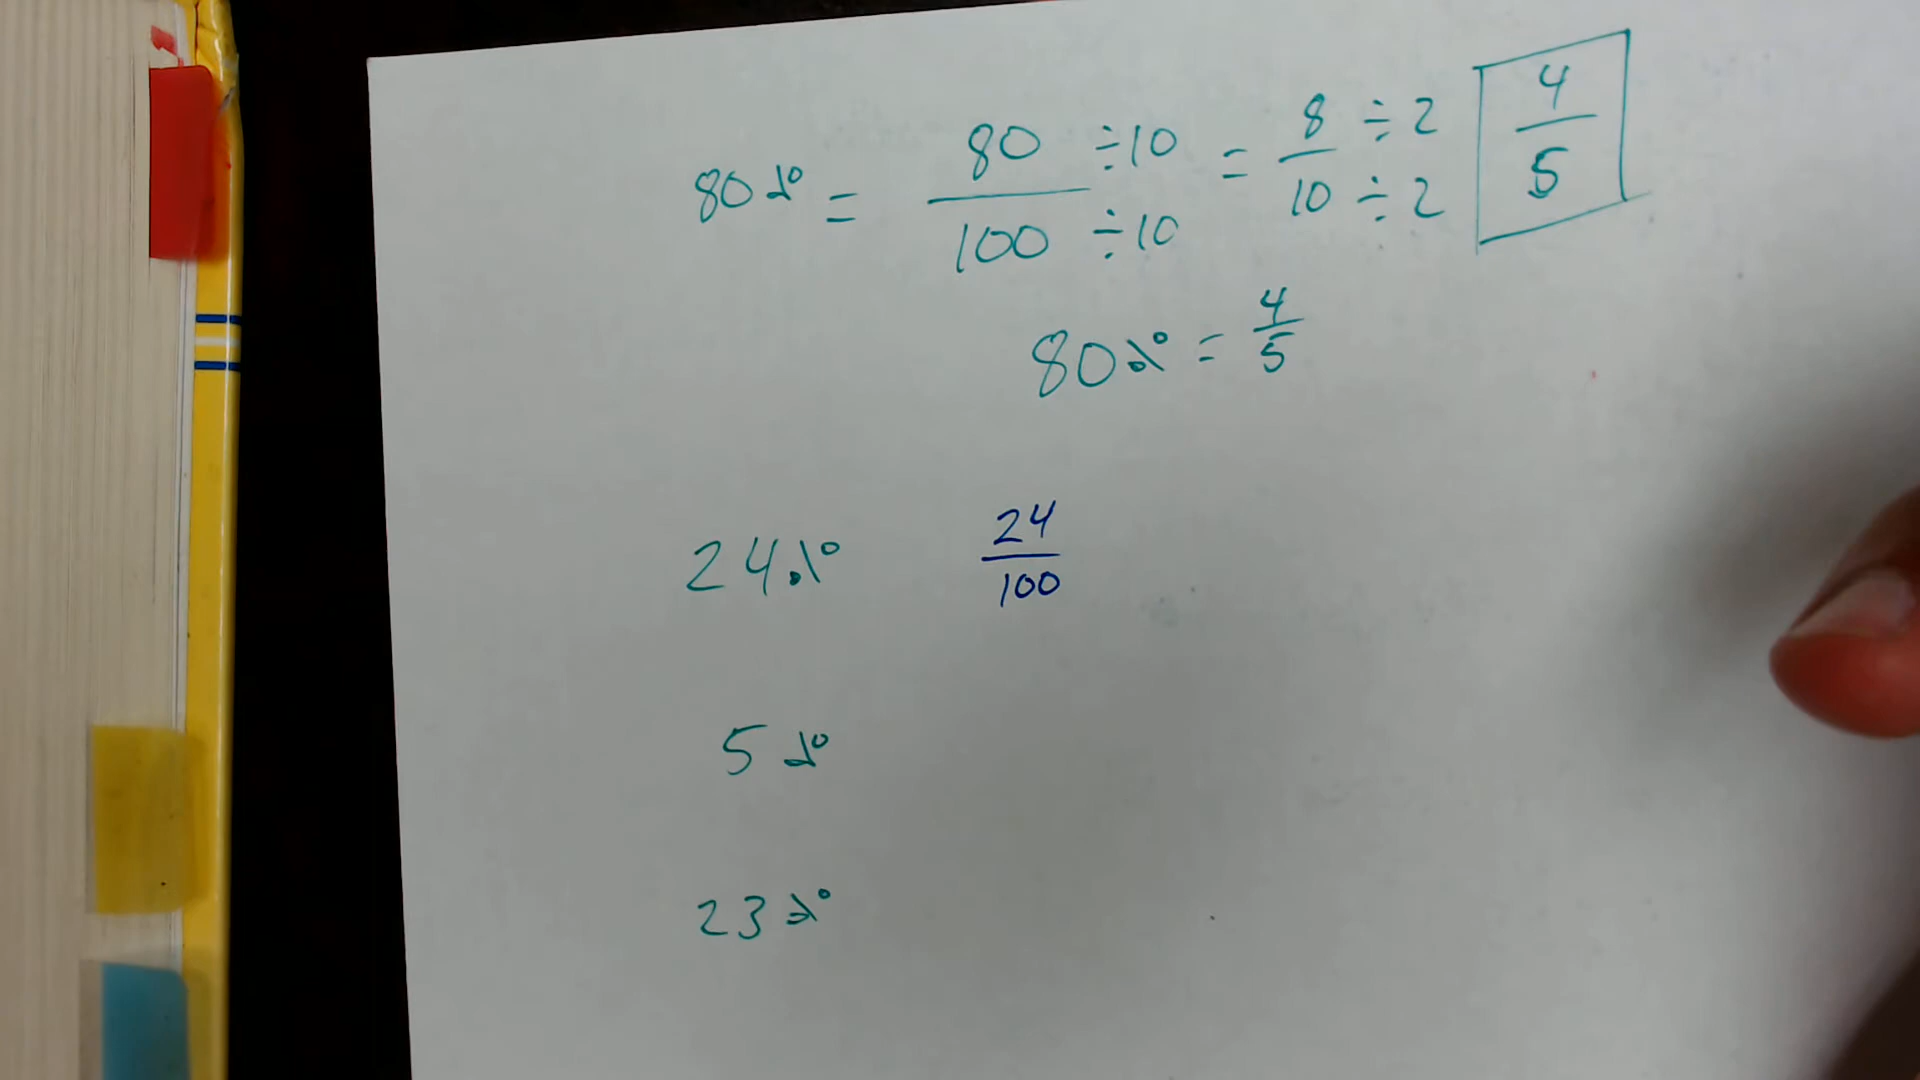 80% = 80/100 ÷10/÷10 = 8/10 ÷2/÷2 4/5
80% = 4/5
24% 24/100
5%
23%